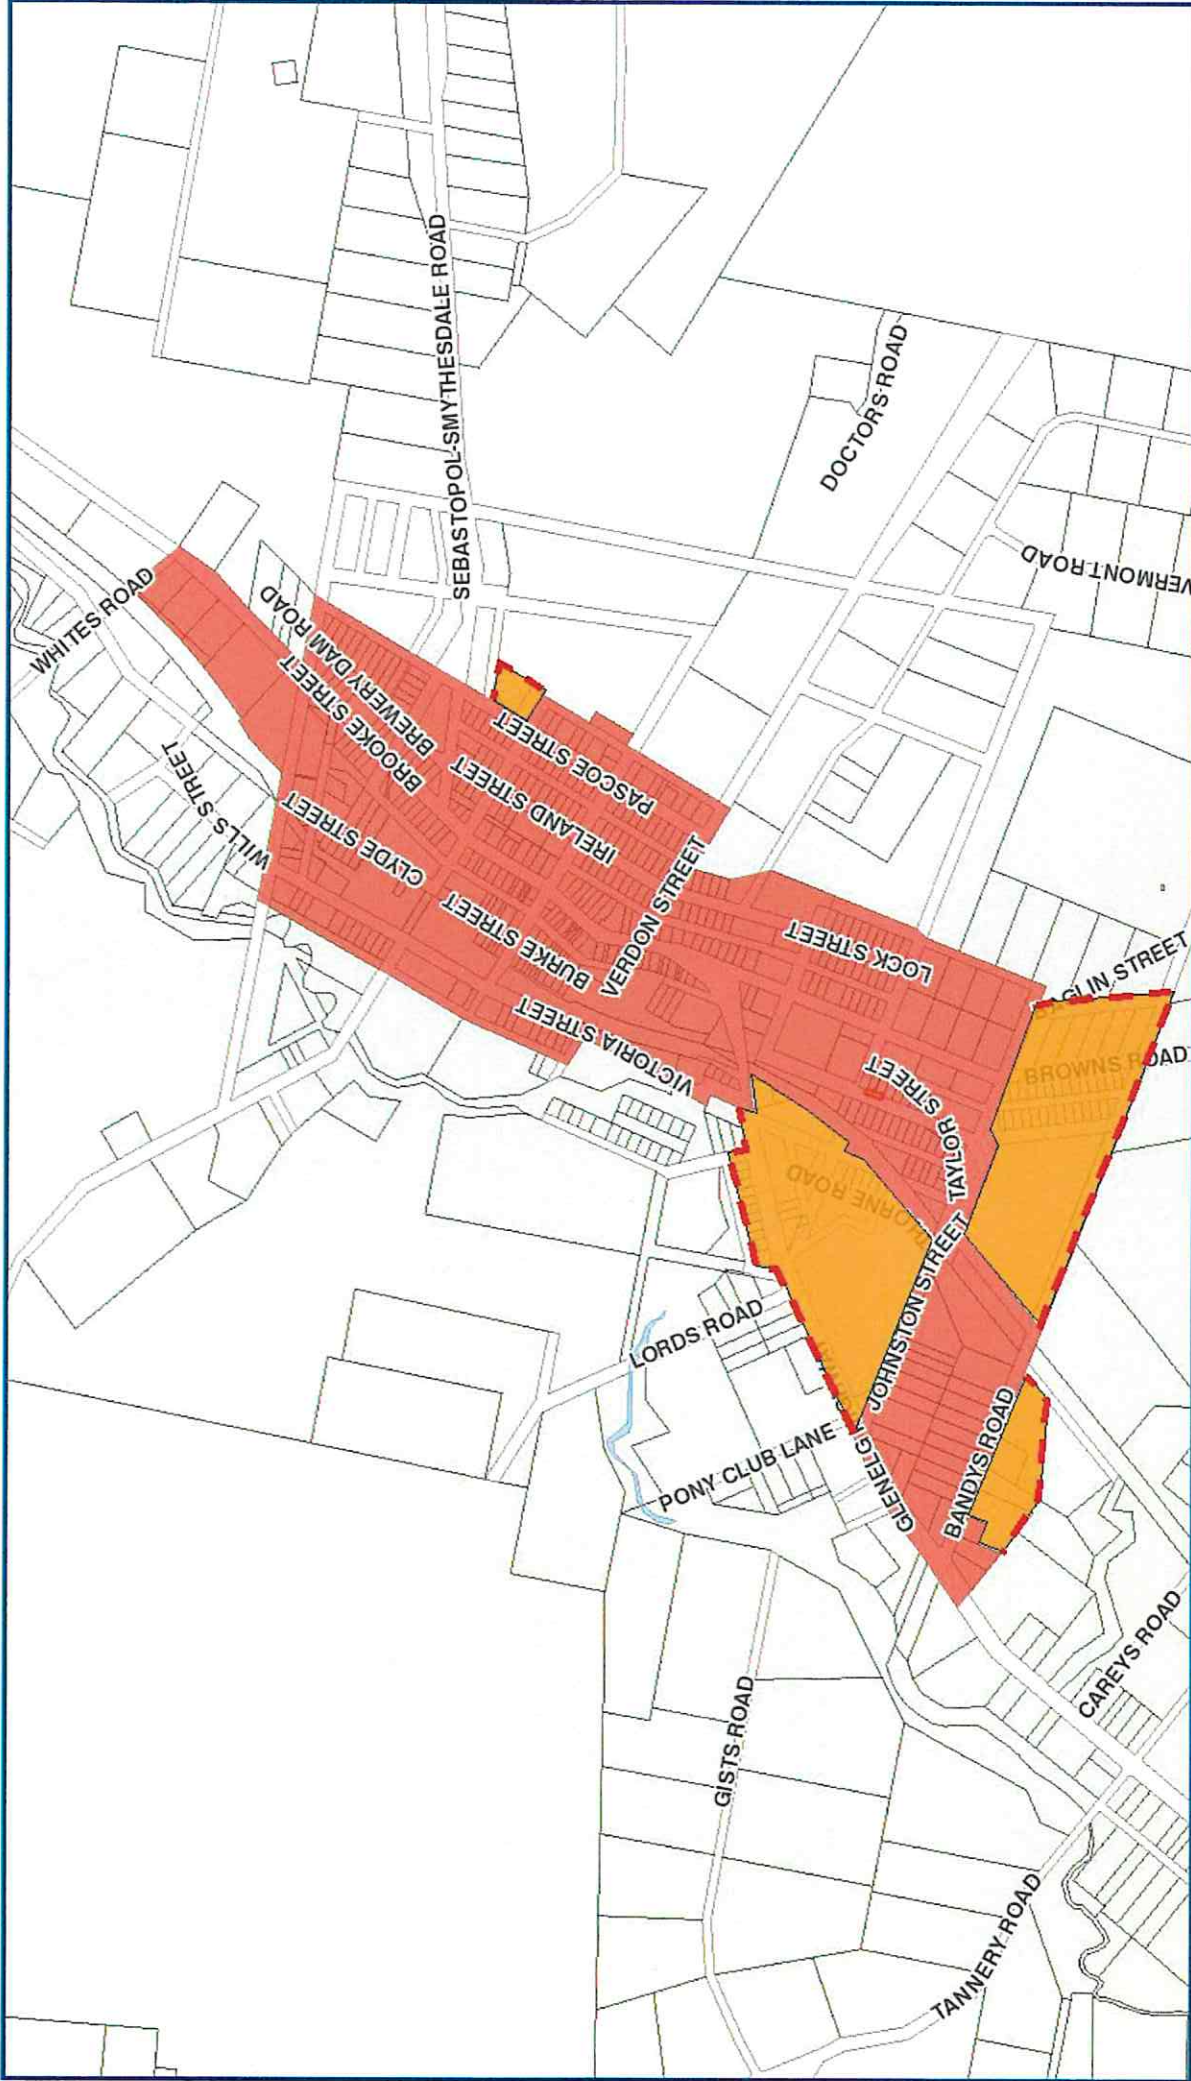 SEBASTOPOL-SMYTHESDALE ROAD
DOCTORS ROAD
VERMONT ROAD
WHITES ROAD
BREWERY DAM ROAD
BROOKE STREET
PASCOE STREET
IRELAND STREET
WILLS STREET
CLYDE STREET
BURKE STREET
VERDON STREET
LOCK STREET
VICTORIA STREET
STREET
BROWNS ROAD
TAYLOR STREET
ROAD
JOHNSTON STREET
LORDS ROAD
PONY CLUB LANE
BANDYS ROAD
CAREYS ROAD
GISTS ROAD
TANNERY ROAD